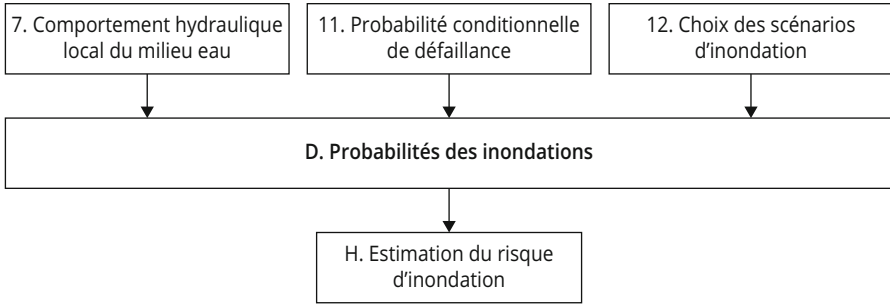 7. Comportement hydraulique
local du milieu eau
11. Probabilité conditionnelle
de défaillance
12. Choix des scénarios
d’inondation
D. Probabilités des inondations
H. Estimation du risque
d’inondation